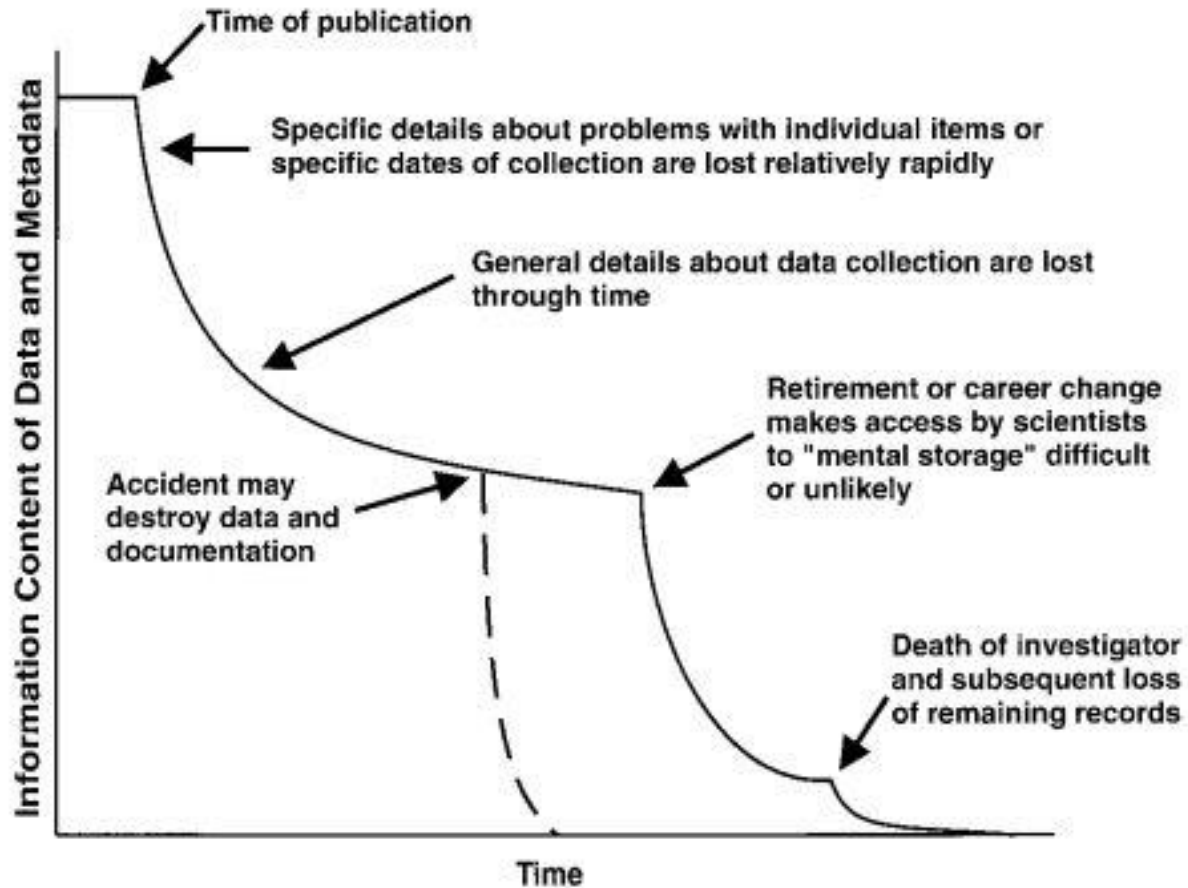 Time of publication
Specific details about problems with individual items or
specific dates of collection are lost relatively rapidly
General details about data collection are lost
through time
Retirement or career change
makes access by scientists
to "mental storage" difficult
or unlikely
Accident may
destroy data and
documentation
Death of investigator
and subsequent loss
of remaining records
Information Content of Data and Metadata
Time